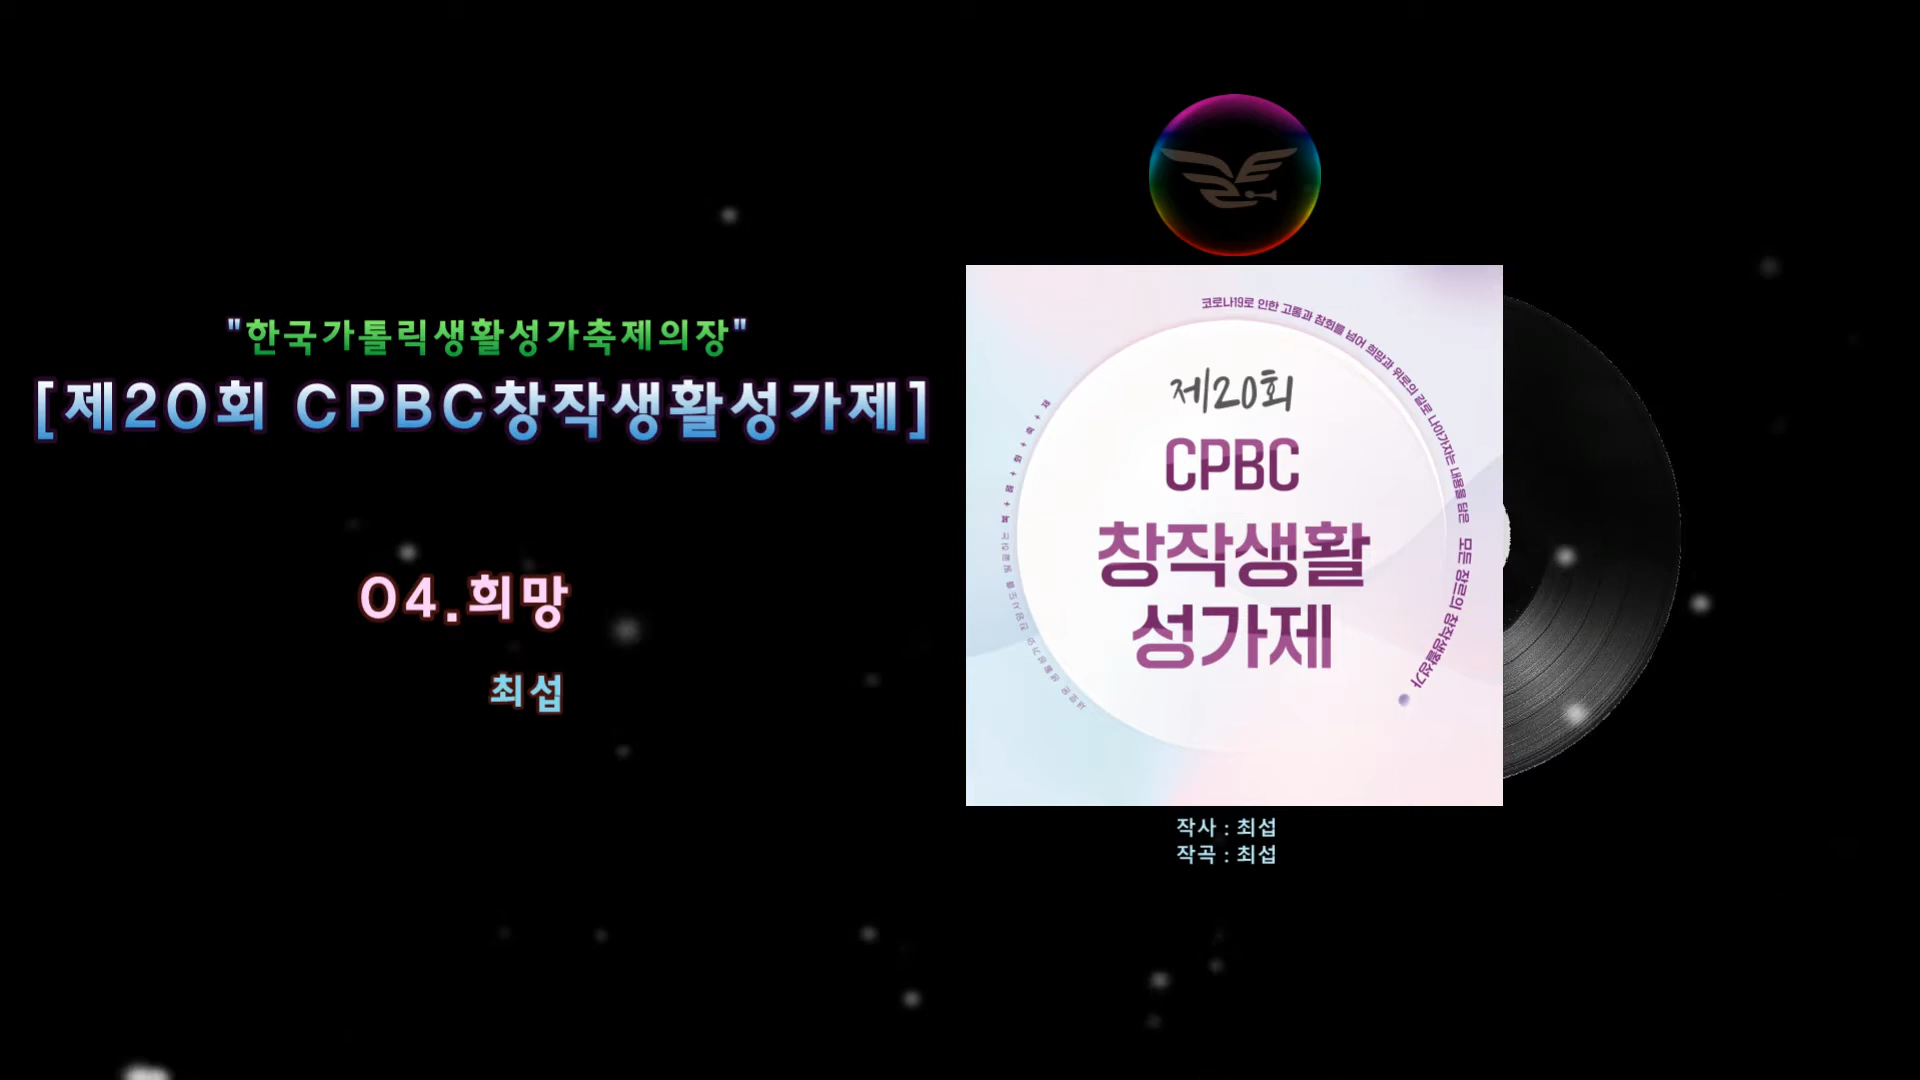 "한국가톨릭생활성가축제의장"
[제20회 CPBC창작생활성가제]
04.희망
최섭
코로나19로 인한 고통과 참회를 넘어 희망과 위로의 길로 나아가자는 내용을 담은 모든 장르의 창작생활성가
제20회
CPBC
창작생활
성가제
작사 : 최섭
작곡 : 최섭